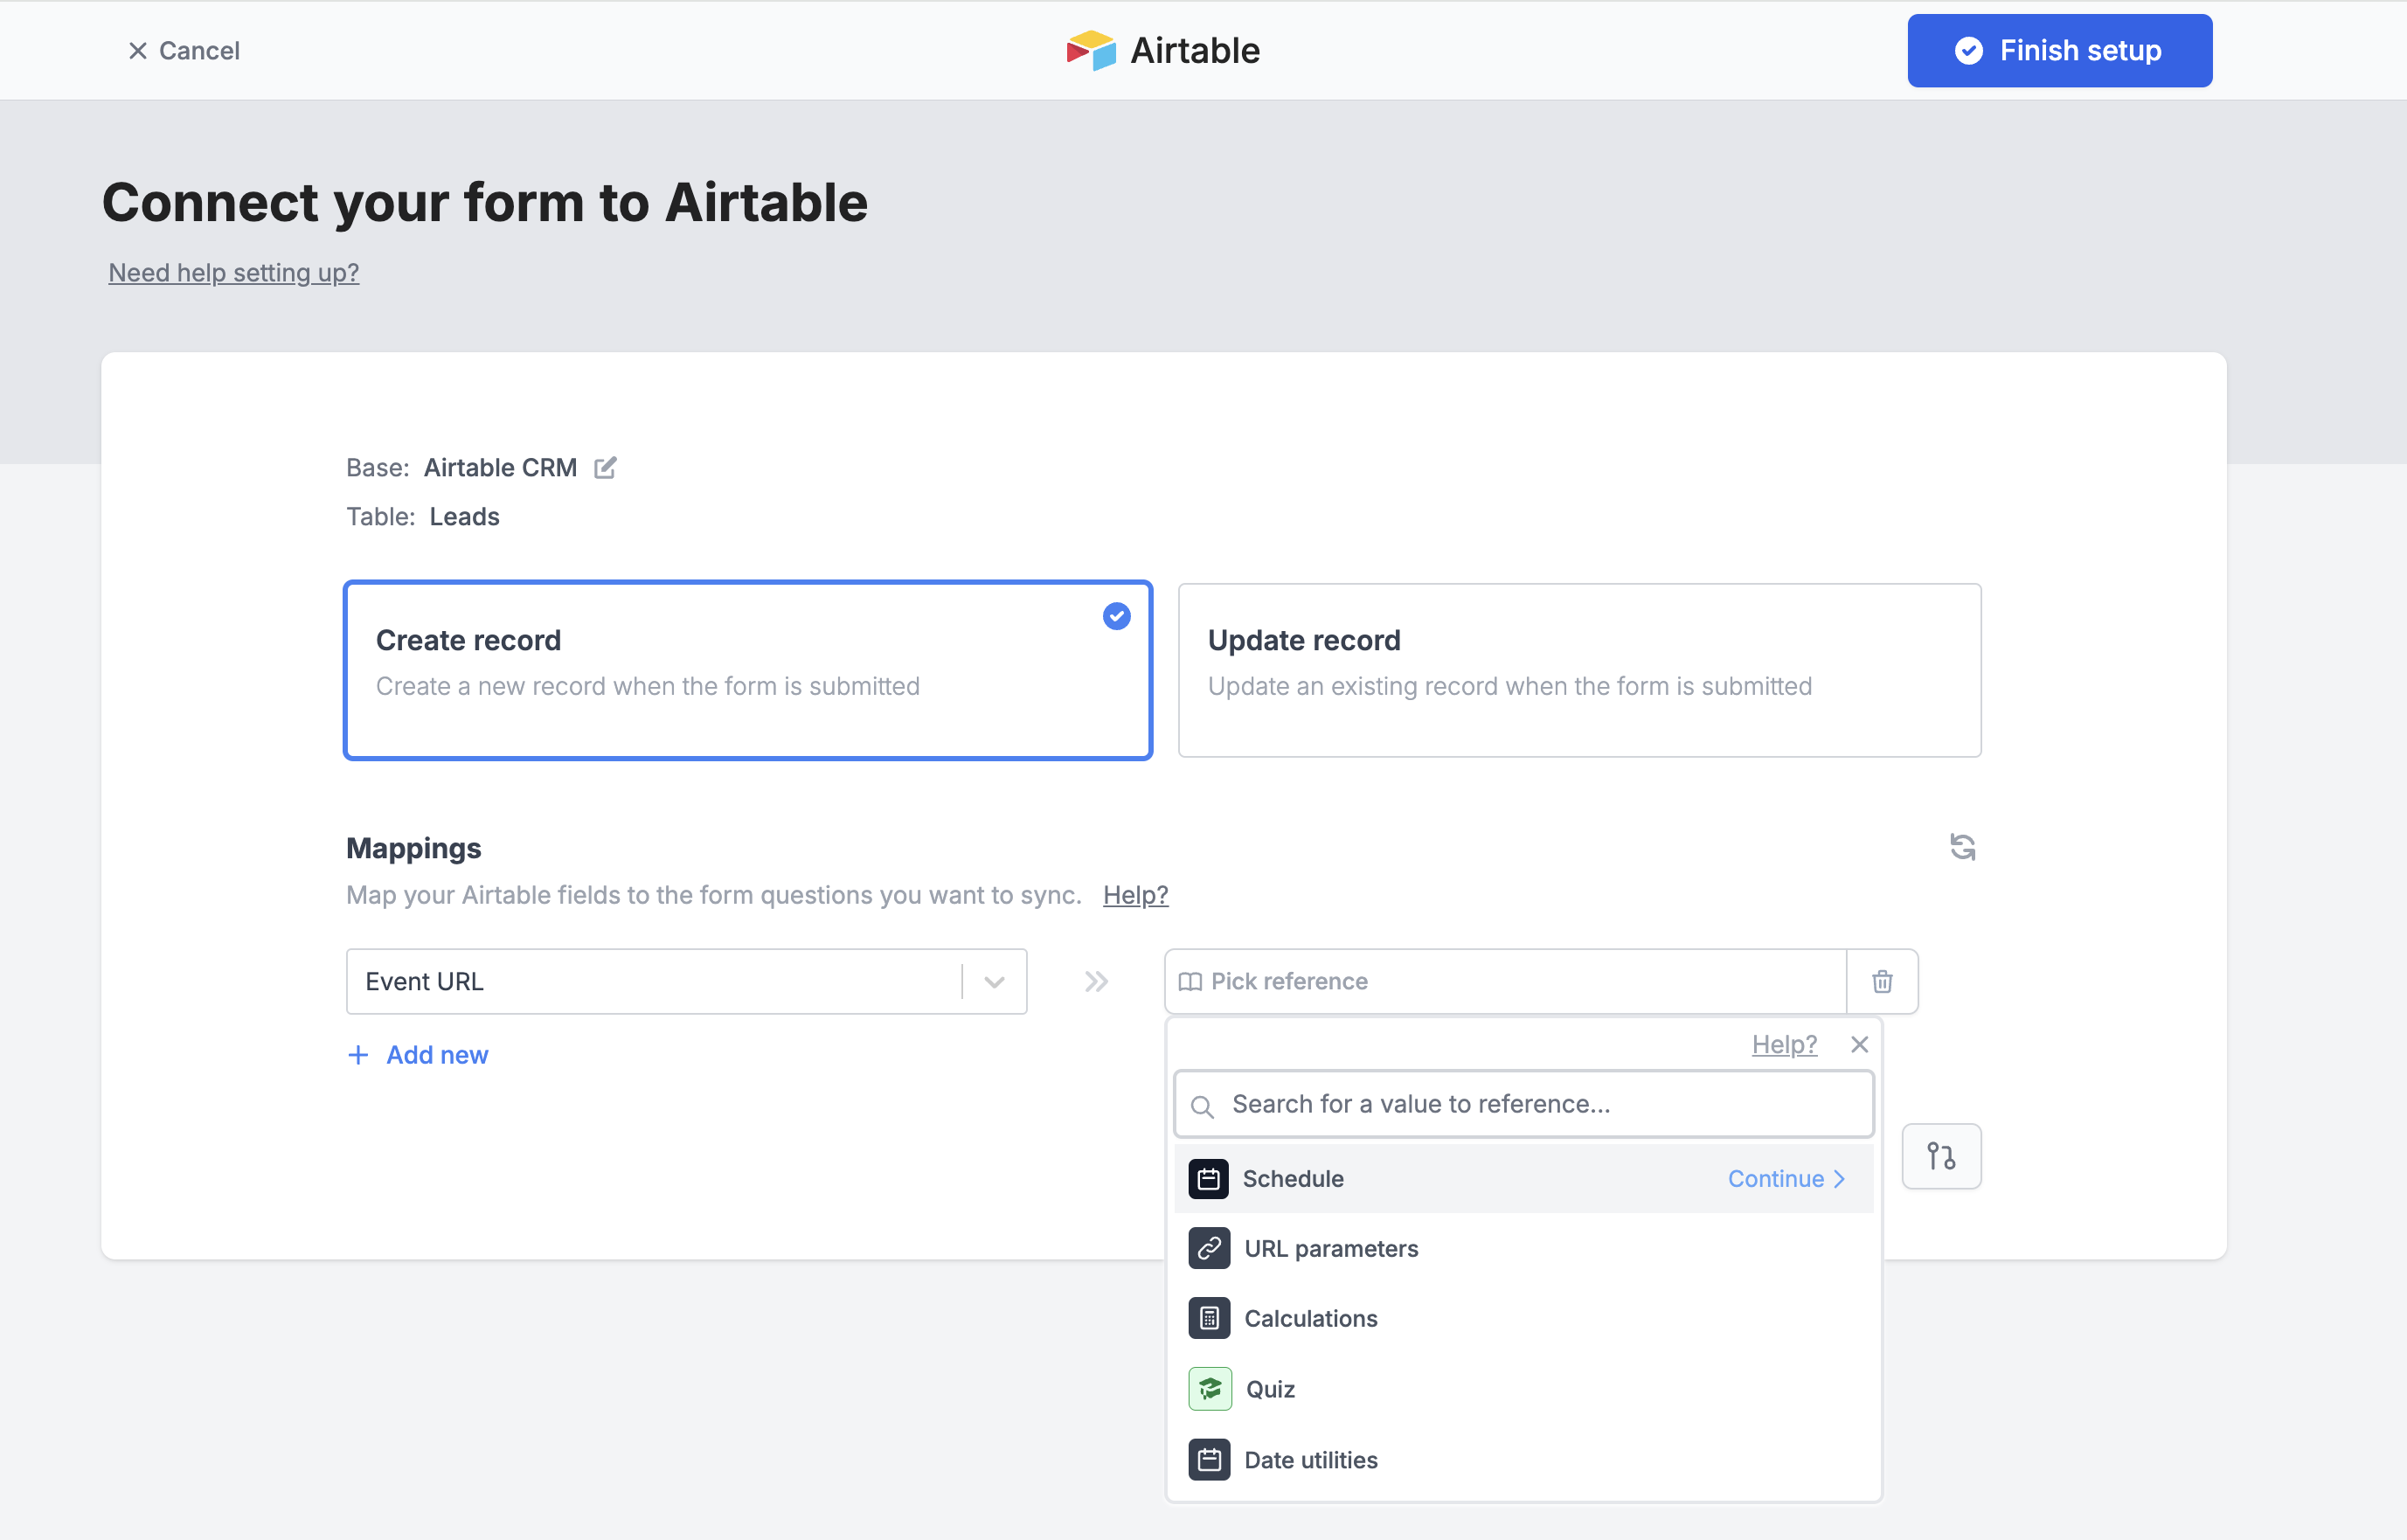 Cancel
Airtable
Finish setup
Connect your form to Airtable
Need help setting up?
Base: Airtable CRM
Table: Leads
Create record
Create a new record when the form is submitted
Update record
Update an existing record when the form is submitted
Mappings
Map your Airtable fields to the form questions you want to sync. Help?
Event URL
Pick reference
Add new
Help?
Search for a value to reference...
Schedule
Continue
URL parameters
Calculations
Quiz
Date utilities